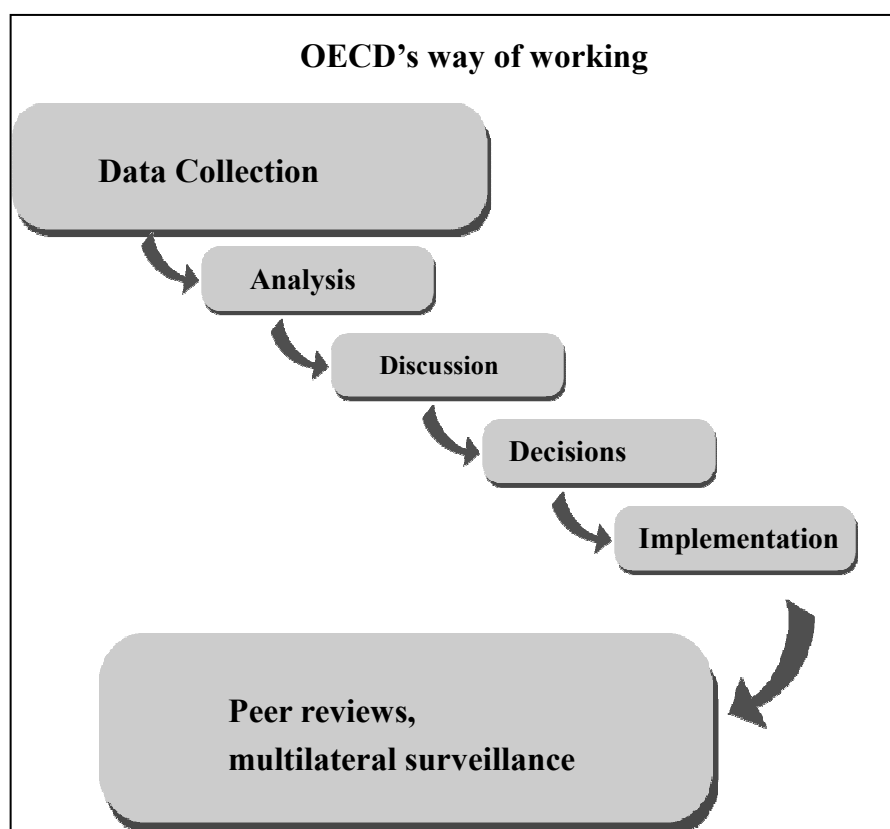 OECD’s way of working
Data Collection
Analysis
Discussion
Decisions
Implementation
Peer reviews,
multilateral surveillance